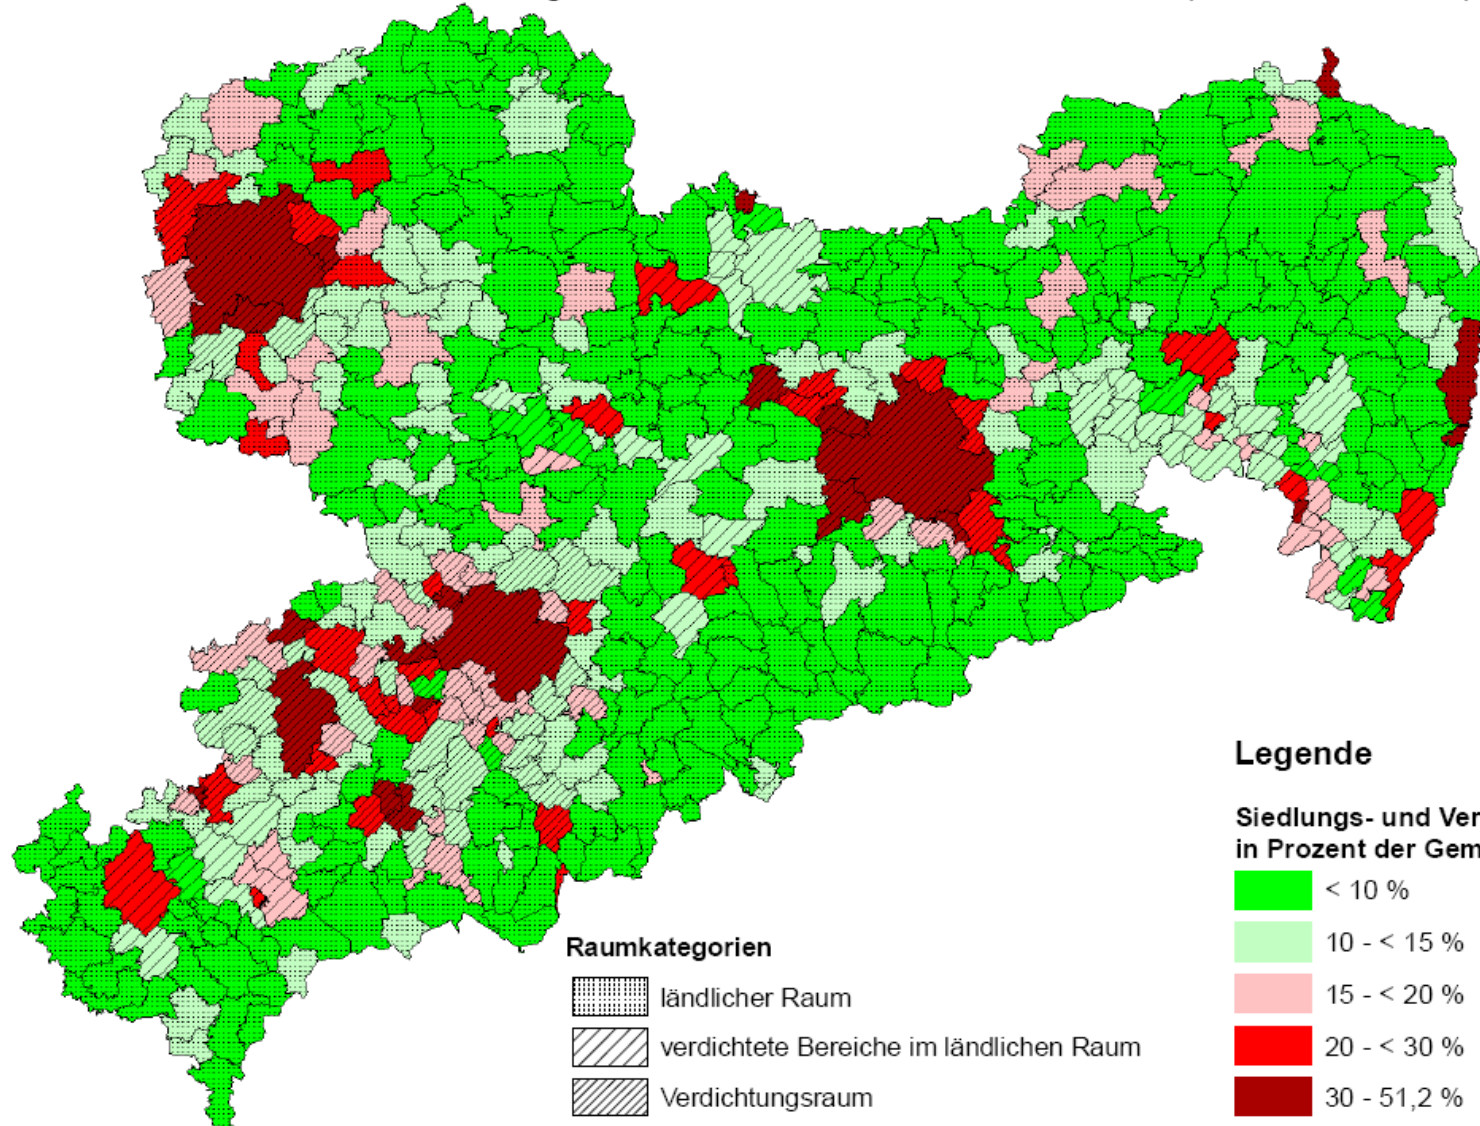 Legende
Siedlungs- und Ver
in Prozent der Gem
< 10 %
10 - < 15 %
15 - < 20 %
20 - < 30 %
30 - 51,2 %
Raumkategorien
ländlicher Raum
verdichtete Bereiche im ländlichen Raum
Verdichtungsraum